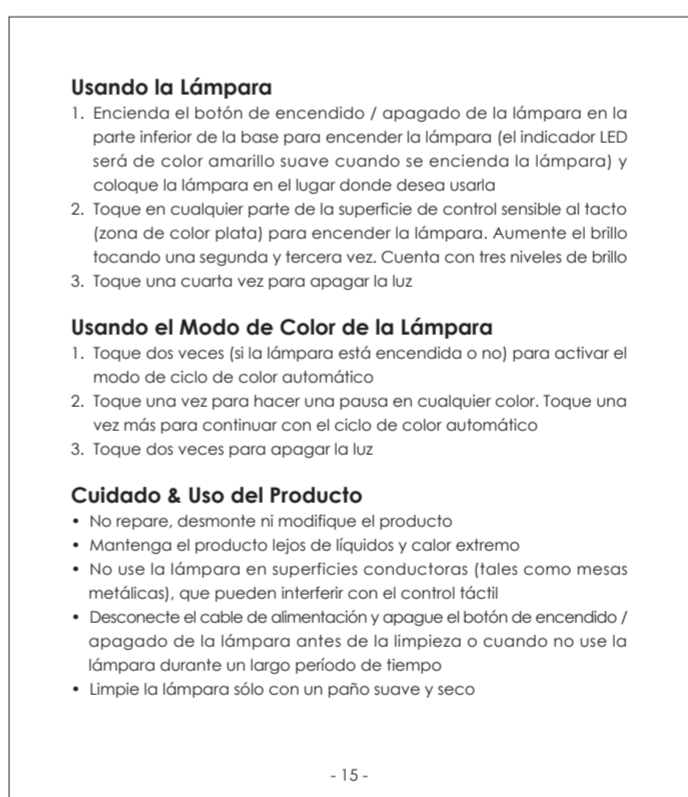 Usando la Lámpara
1. Encienda el botón de encendido / apagado de la lámpara en la
parte inferior de la base para encender la lámpara (el indicador LED
será de color amarillo suave cuando se encienda la lámpara) y
coloque la lámpara en el lugar donde desea usarla
2. Toque en cualquier parte de la superficie de control sensible al tacto
(zona de color plata) para encender la lámpara. Aumente el brillo
tocando una segunda y tercera vez. Cuenta con tres niveles de brillo
3. Toque una cuarta vez para apagar la luz
Usando el Modo de Color de la Lámpara
1. Toque dos veces (si la lámpara está encendida o no) para activar el
modo de ciclo de color automático
2. Toque una vez para hacer una pausa en cualquier color. Toque una
vez más para continuar con el ciclo de color automático
3. Toque dos veces para apagar la luz
Cuidado & Uso del Producto
• No repare, desmonte ni modifique el producto
• Mantenga el producto lejos de líquidos y calor extremo
• No use la lámpara en superficies conductoras (tales como mesas
metálicas), que pueden interferir con el control táctil
• Desconecte el cable de alimentación y apague el botón de encendido /
apagado de la lámpara antes de la limpieza o cuando no use la
lámpara durante un largo período de tiempo
• Limpie la lámpara sólo con un paño suave y seco
- 15 -